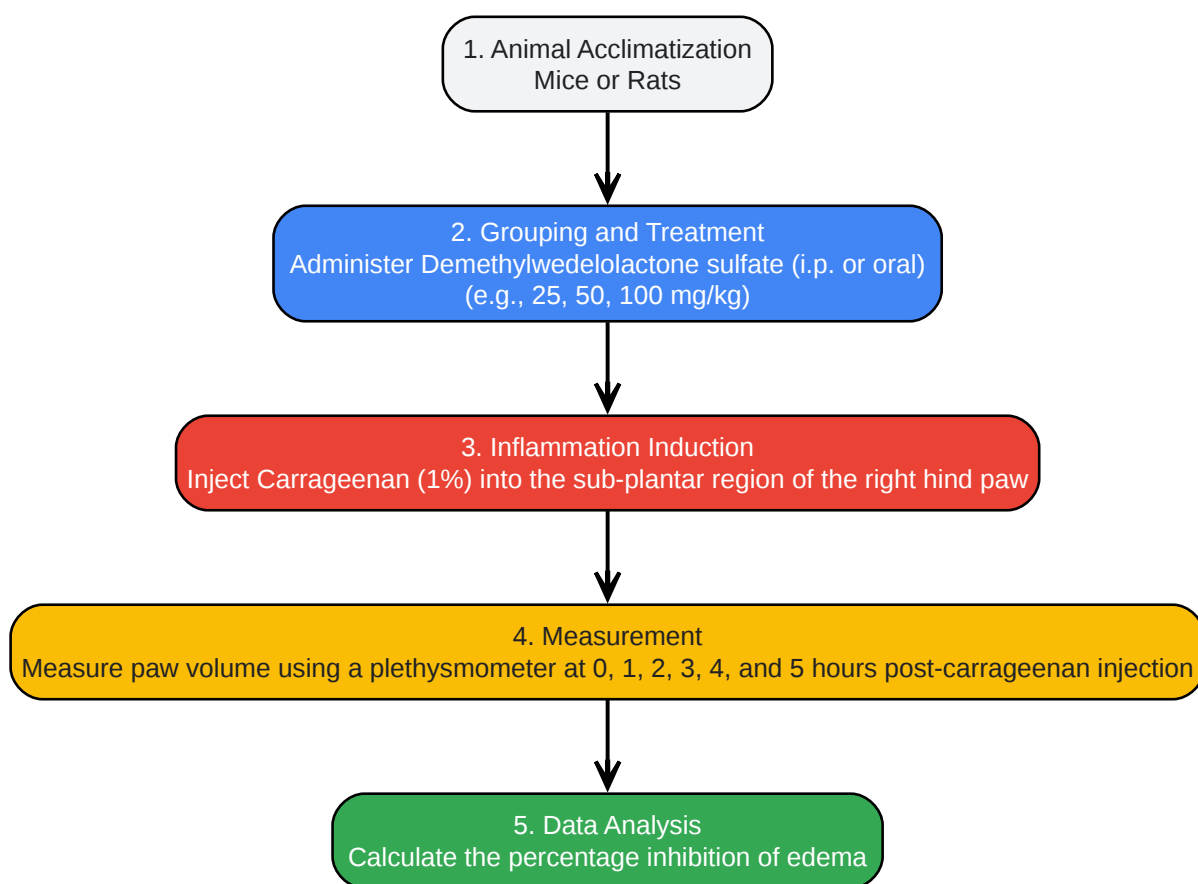 1. Animal Acclimatization
Mice or Rats
2. Grouping and Treatment
Administer Demethylwedelolactone sulfate (i.p. or oral)
(e.g., 25, 50, 100 mg/kg)
3. Inflammation Induction
Inject Carrageenan (1%) into the sub-plantar region of the right hind paw
4. Measurement
Measure paw volume using a plethysmometer at 0, 1, 2, 3, 4, and 5 hours post-carrageenan injection
5. Data Analysis
Calculate the percentage inhibition of edema